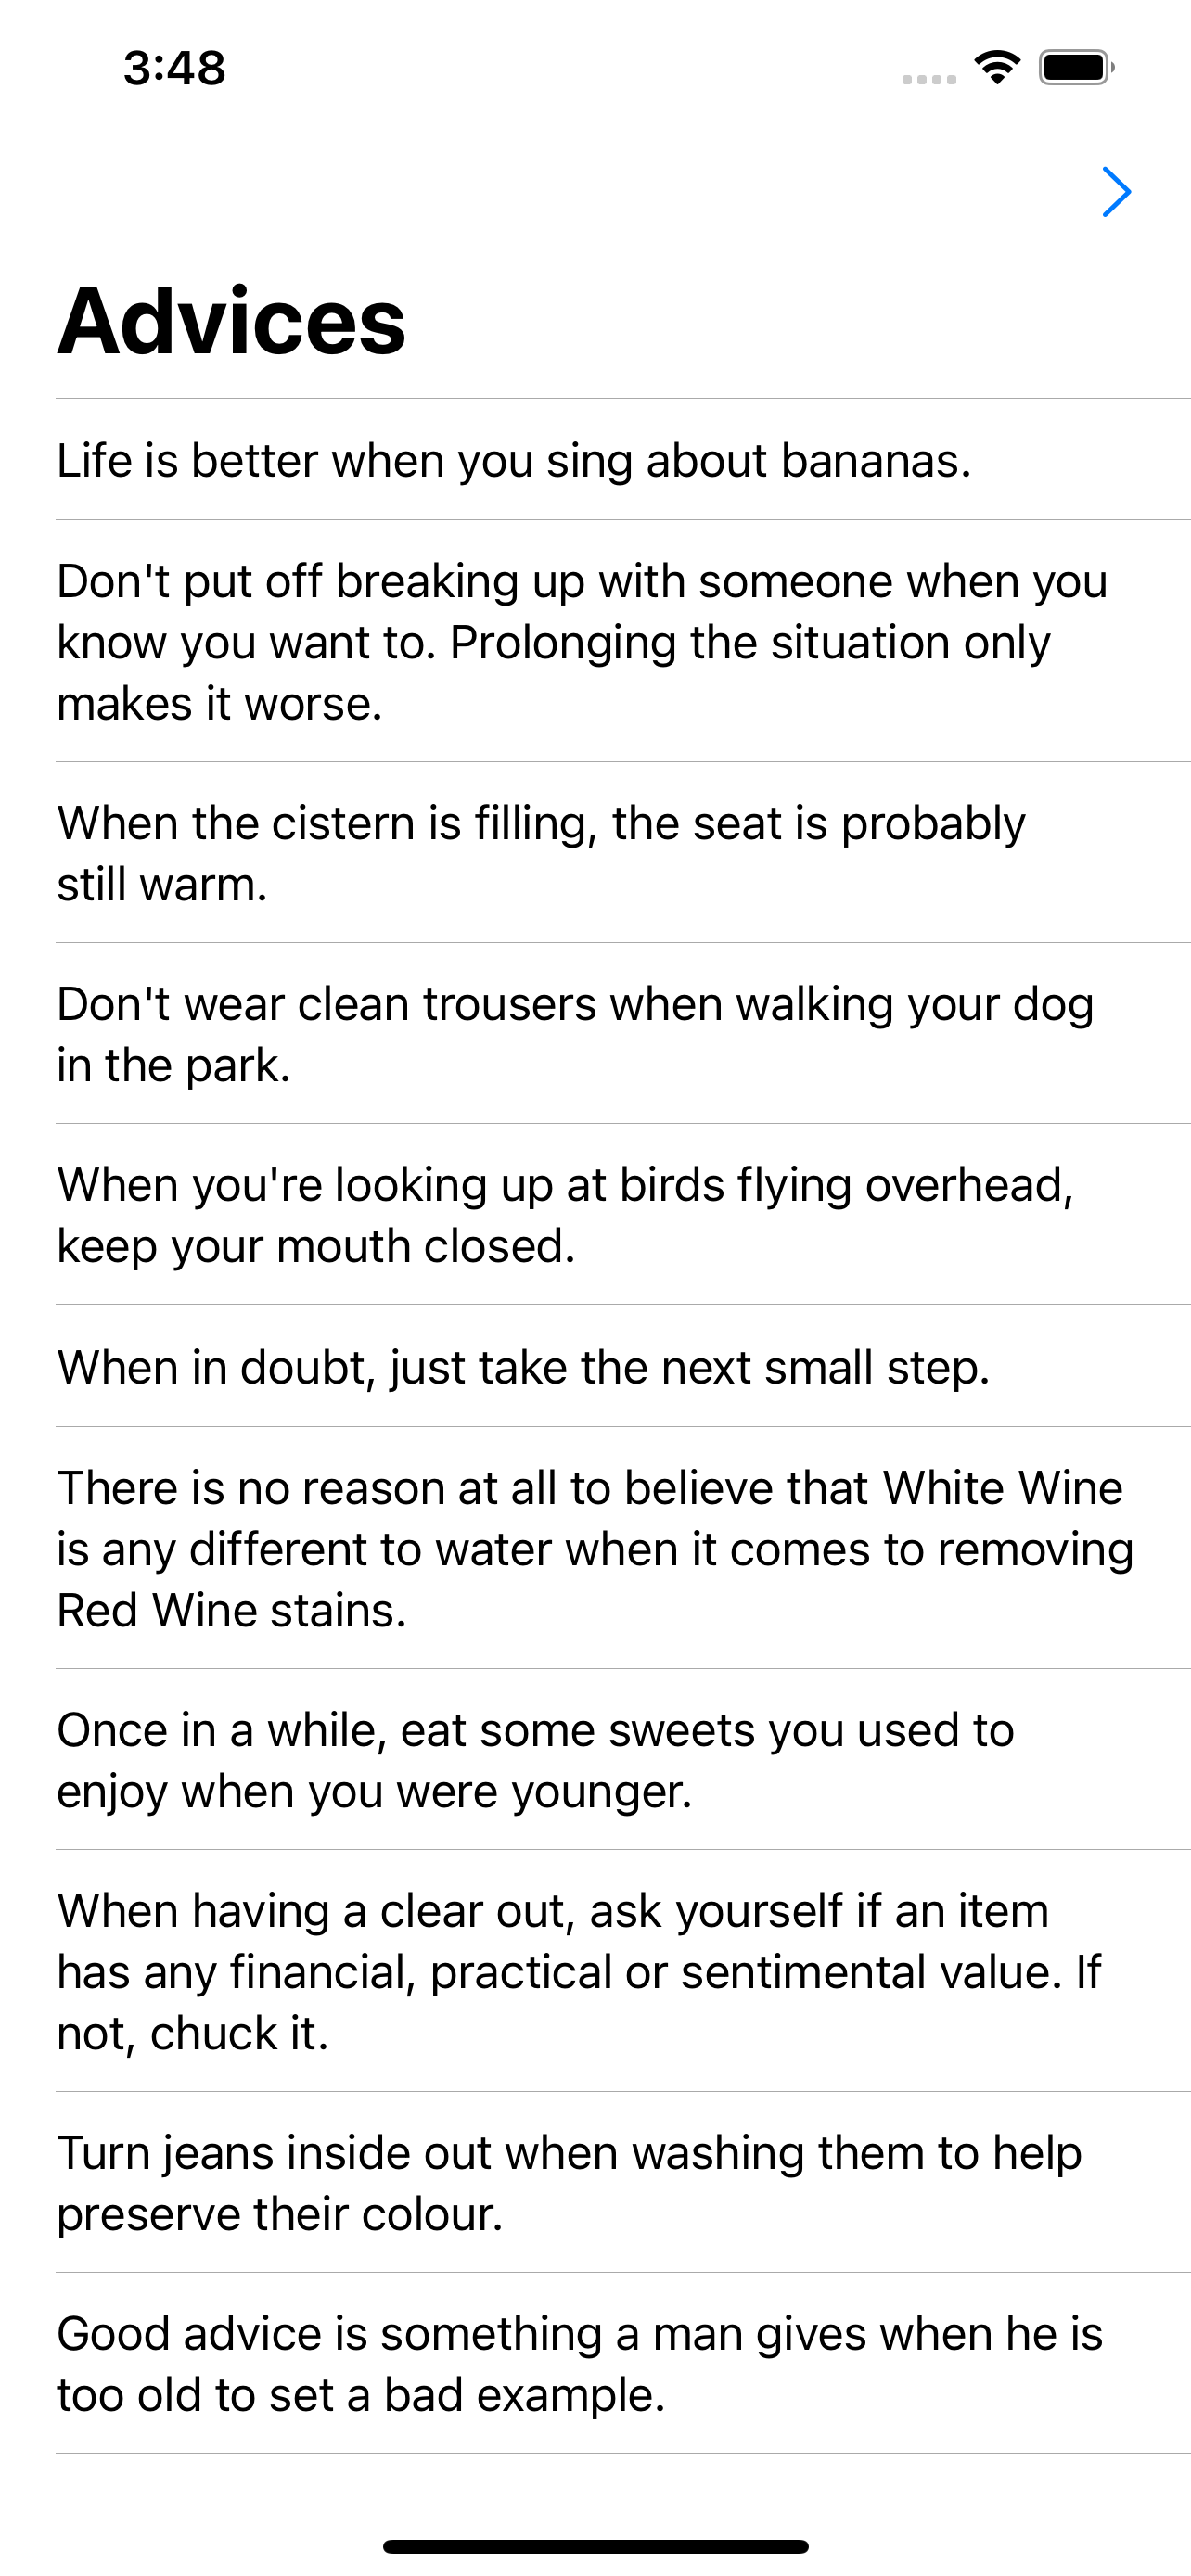 3:48
Advices
Life is better when you sing about bananas.
Don't put off breaking up with someone when you
know you want to. Prolonging the situation only
makes it worse.
When the cistern is filling, the seat is probably
still warm.
Don't wear clean trousers when walking your dog
in the park.
When you're looking up at birds flying overhead,
keep your mouth closed.
When in doubt, just take the next small step.
There is no reason at all to believe that White Wine
is any different to water when it comes to removing
Red Wine stains.
Once in a while, eat some sweets you used to
enjoy when you were younger.
When having a clear out, ask yourself if an item
has any financial, practical or sentimental value. If
not, chuck it.
Turn jeans inside out when washing them to help
preserve their colour.
Good advice is something a man gives when he is
too old to set a bad example.